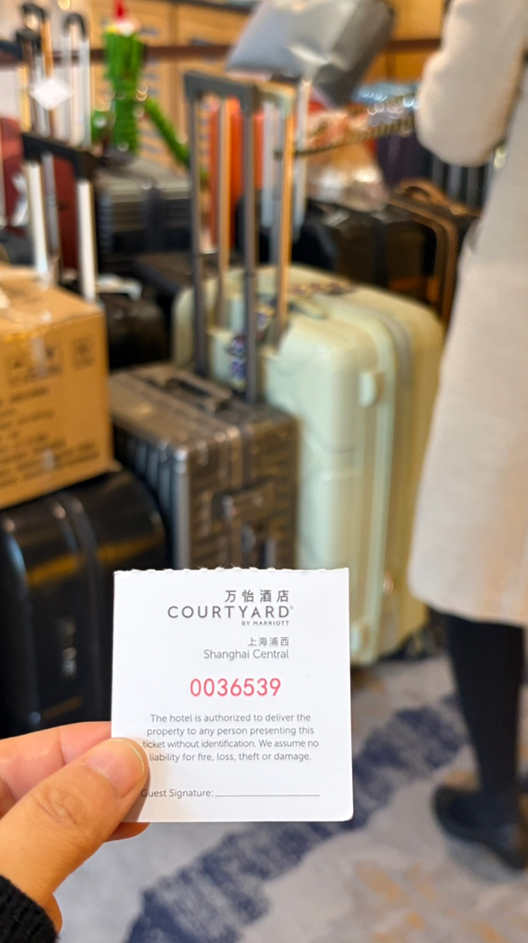 万怡酒店
COURTYARD®
BY MARRIOTT
上海浦西
Shanghai Central
0036539
The hotel is authorized to deliver the
property to any person presenting this
ticket without identification. We assume no
liability for fire, loss, theft or damage.
Guest Signature: